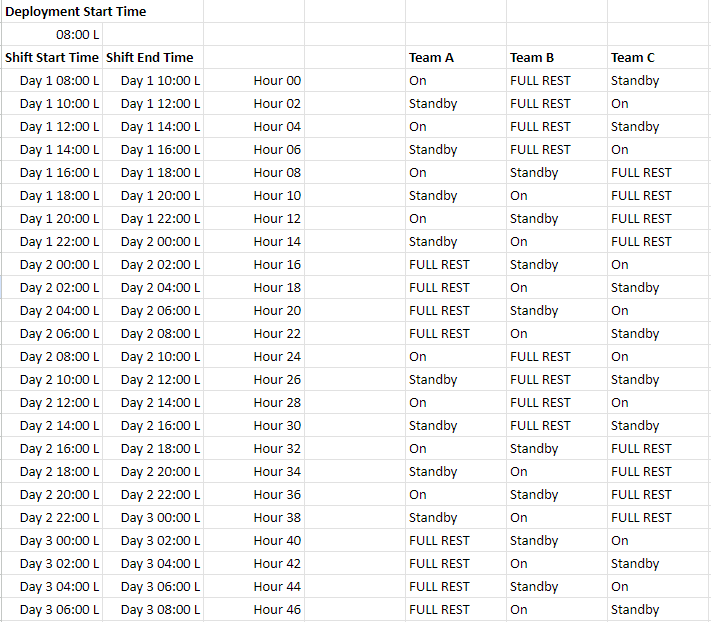 Deployment Start Time
08:00 L
Shift Start Time Shift End Time Team A Team B Team C
Day 1 08:00 L Day 1 10:00 L Hour 00 On FULL REST Standby
Day 1 10:00 L Day 1 12:00 L Hour 02 Standby FULL REST On
Day 1 12:00 L Day 1 14:00 L Hour 04 On FULL REST Standby
Day 1 14:00 L Day 1 16:00 L Hour 06 Standby FULL REST On
Day 1 16:00 L Day 1 18:00 L Hour 08 On Standby FULL REST
Day 1 18:00 L Day 1 20:00 L Hour 10 Standby On FULL REST
Day 1 20:00 L Day 1 22:00 L Hour 12 On Standby FULL REST
Day 1 22:00 L Day 2 00:00 L Hour 14 Standby On FULL REST
Day 2 00:00 L Day 2 02:00 L Hour 16 FULL REST Standby On
Day 2 02:00 L Day 2 04:00 L Hour 18 FULL REST On Standby
Day 2 04:00 L Day 2 06:00 L Hour 20 FULL REST Standby On
Day 2 06:00 L Day 2 08:00 L Hour 22 FULL REST On Standby
Day 2 08:00 L Day 2 10:00 L Hour 24 On FULL REST On
Day 2 10:00 L Day 2 12:00 L Hour 26 Standby FULL REST Standby
Day 2 12:00 L Day 2 14:00 L Hour 28 On FULL REST On
Day 2 14:00 L Day 2 16:00 L Hour 30 Standby FULL REST Standby
Day 2 16:00 L Day 2 18:00 L Hour 32 On Standby FULL REST
Day 2 18:00 L Day 2 20:00 L Hour 34 Standby On FULL REST
Day 2 20:00 L Day 2 22:00 L Hour 36 On Standby FULL REST
Day 2 22:00 L Day 3 00:00 L Hour 38 Standby On FULL REST
Day 3 00:00 L Day 3 02:00 L Hour 40 FULL REST Standby On
Day 3 02:00 L Day 3 04:00 L Hour 42 FULL REST On Standby
Day 3 04:00 L Day 3 06:00 L Hour 44 FULL REST Standby On
Day 3 06:00 L Day 3 08:00 L Hour 46 FULL REST On Standby